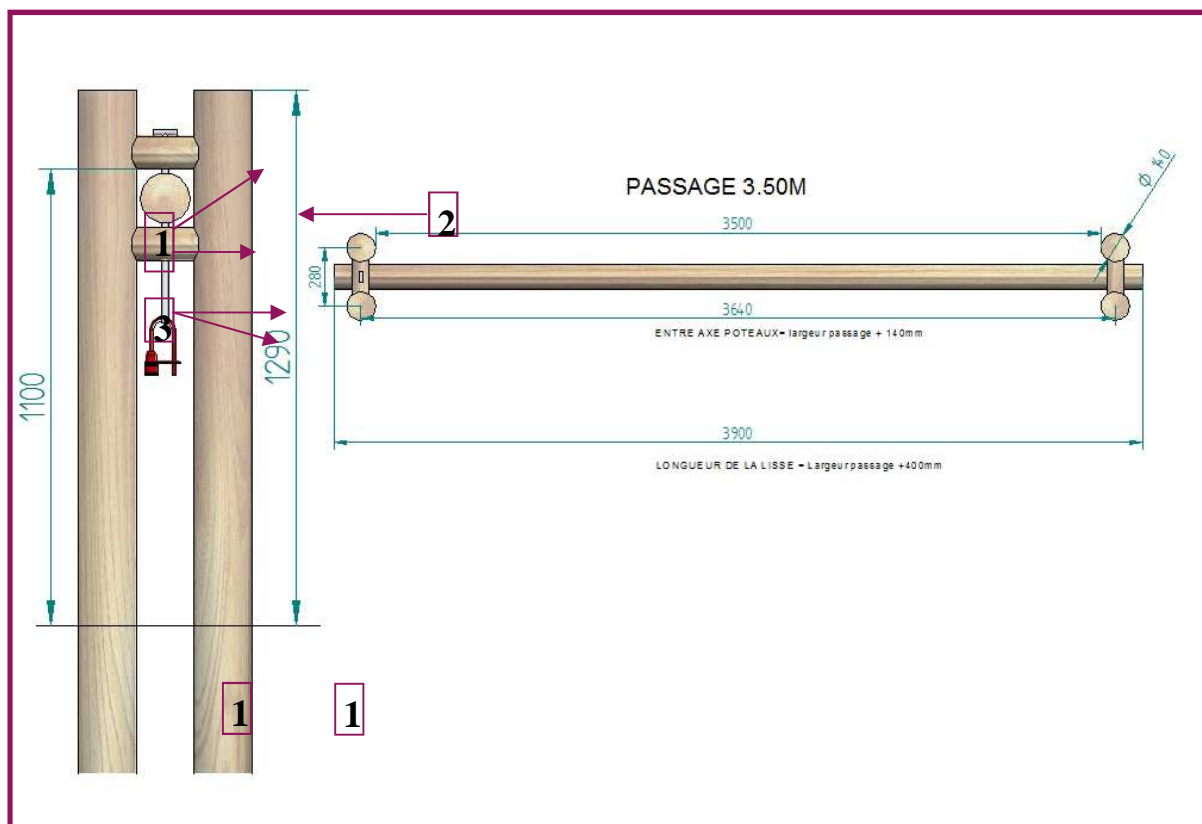 PASSAGE 3.50M
3500
Φ 140
280
3640
ENTRE AXE POTEAUX= largeur passage + 140mm
3900
LONGUEUR DE LA LISSE = Largeur passage +400mm
1
2
3
1100
1290
1
1